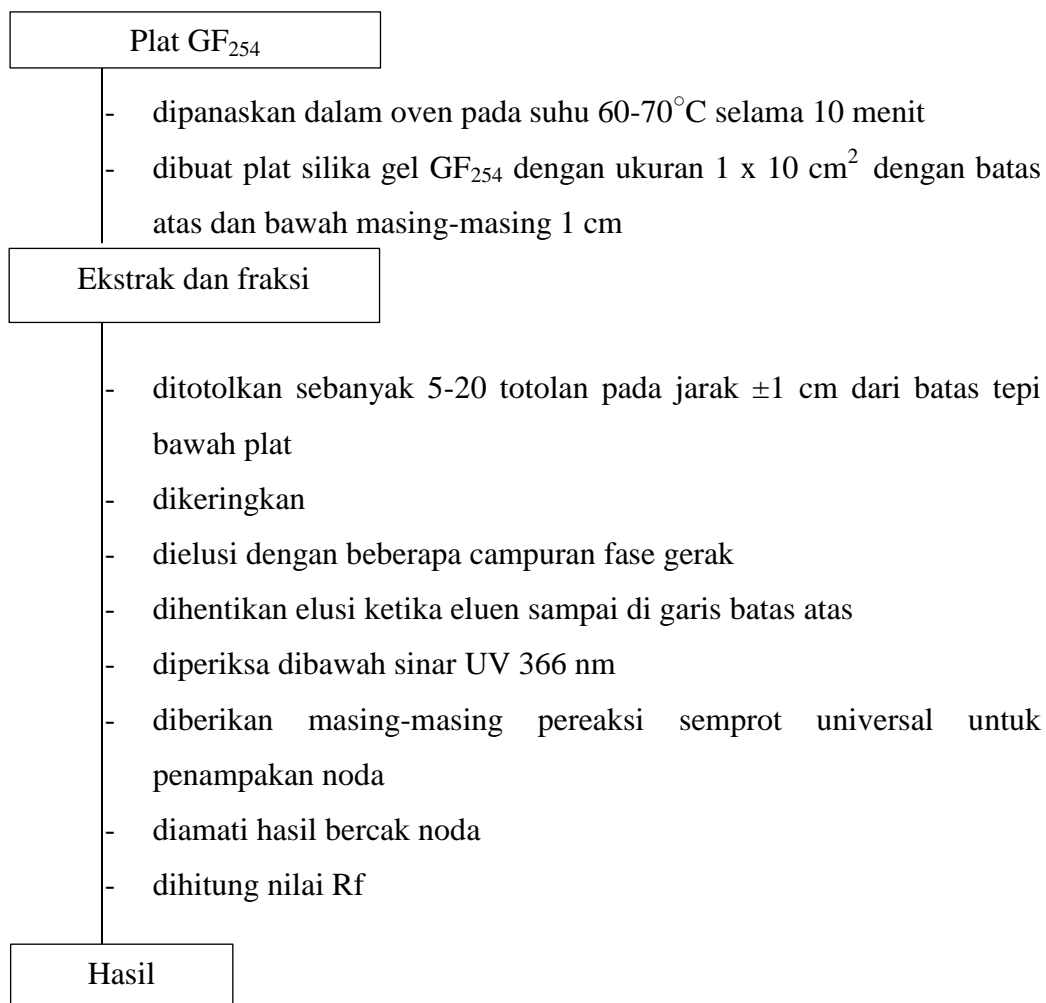 Plat GF₂₅₄
- dipanaskan dalam oven pada suhu 60-70°C selama 10 menit
- dibuat plat silika gel GF₂₅₄ dengan ukuran 1 x 10 cm² dengan batas
atas dan bawah masing-masing 1 cm
Ekstrak dan fraksi
- ditotolkan sebanyak 5-20 totolan pada jarak ±1 cm dari batas tepi
bawah plat
- dikeringkan
- dielusi dengan beberapa campuran fase gerak
- dihentikan elusi ketika eluen sampai di garis batas atas
- diperiksa dibawah sinar UV 366 nm
- diberikan masing-masing pereaksi semprot universal untuk
penampakan noda
- diamati hasil bercak noda
- dihitung nilai Rf
Hasil